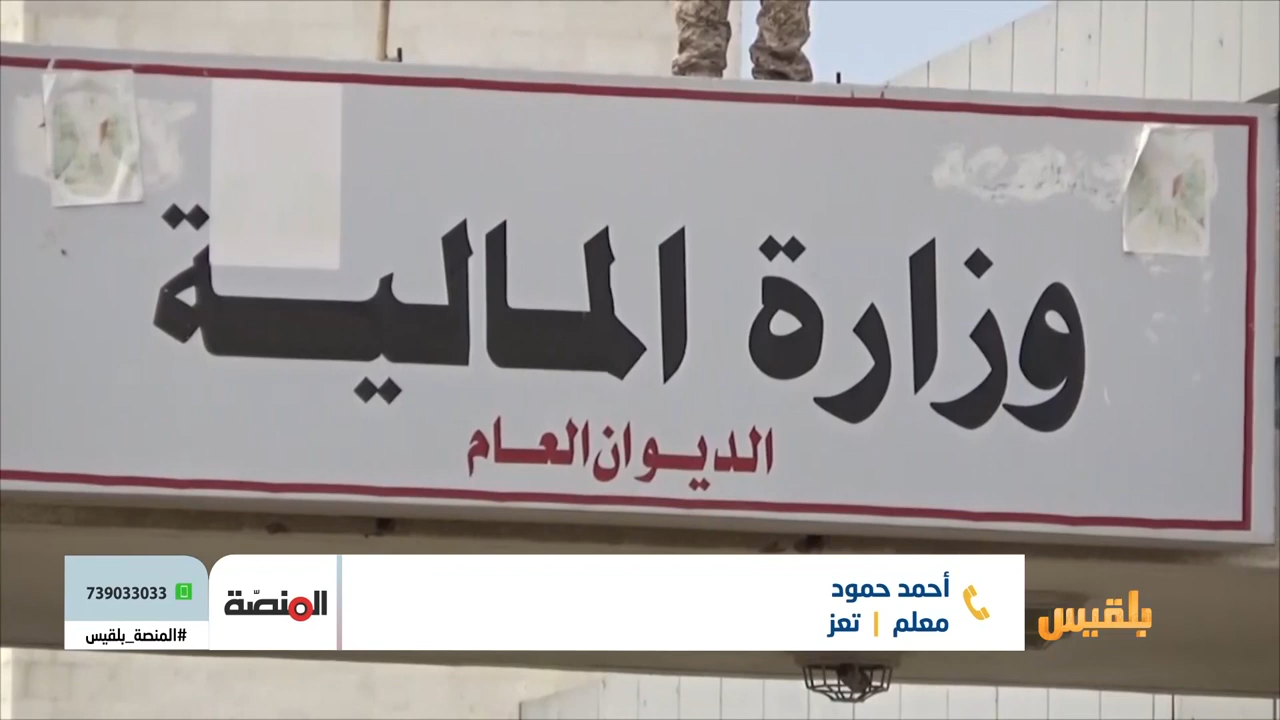 وزارة المالية
الديوان العام
أحمد حمود
معلم | تعز
بلقيس
المنصّة
739033033
#المنصة_بلقيس